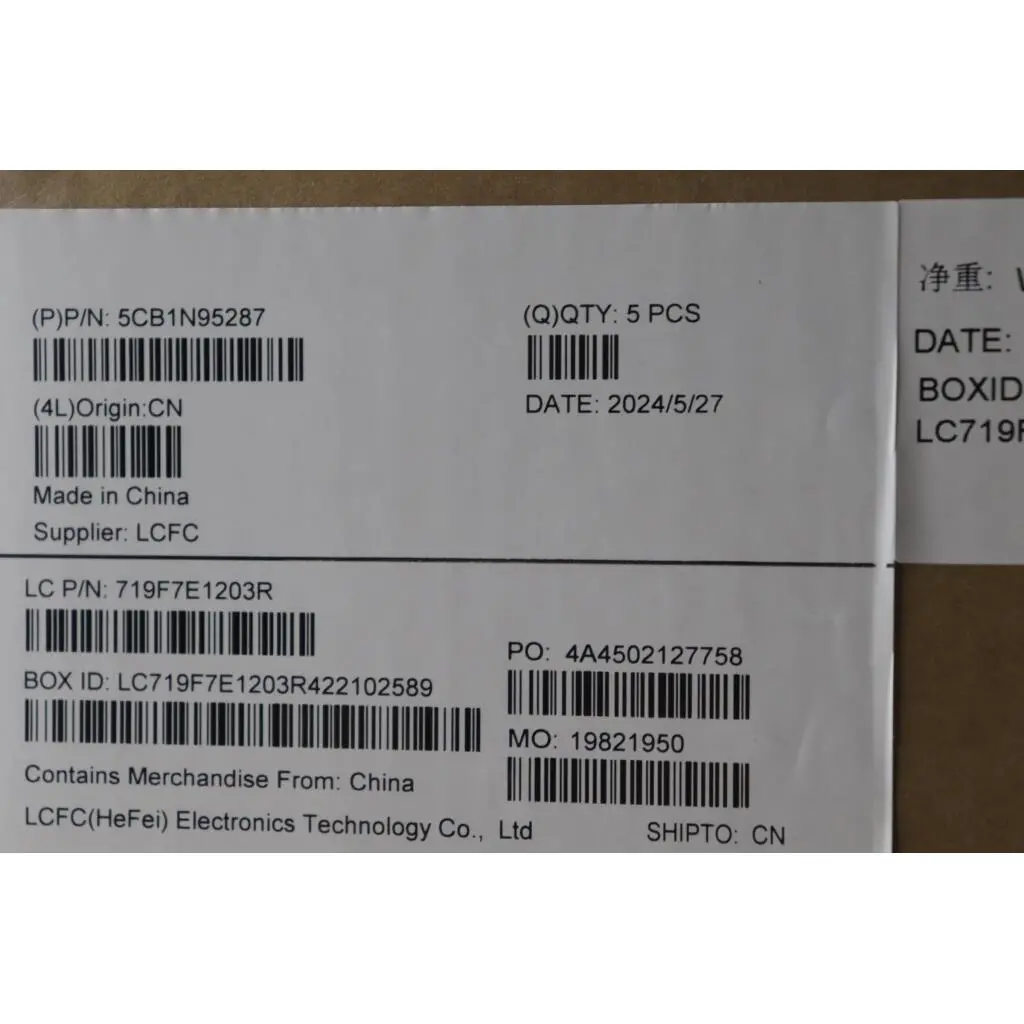 (P)P/N: 5CB1N95287
(Q)QTY: 5 PCS
(4L)Origin:CN
DATE: 2024/5/27
Made in China
Supplier: LCFC
LC P/N: 719F7E1203R
PO: 4A4502127758
BOX ID: LC719F7E1203R422102589
MO: 19821950
Contains Merchandise From: China
LCFC(HeFei) Electronics Technology Co., Ltd
SHIPTO: CN
净重:
DATE:
BOXID
LC719F